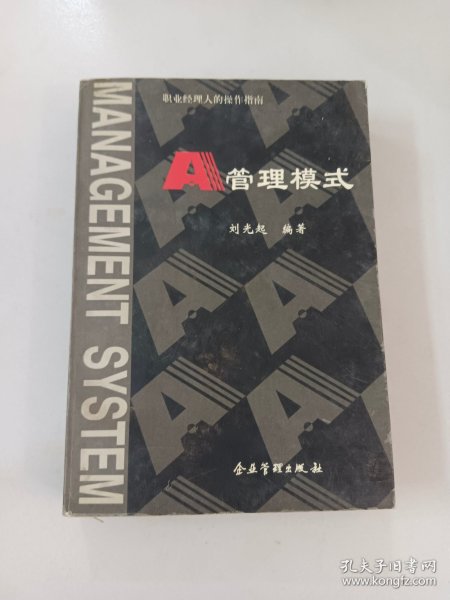 职业经理人的操作指南
A管理模式
刘光起 编著
MANAGEMENT SYSTEM
企业管理出版社
孔夫子旧书网
www.kongfz.com